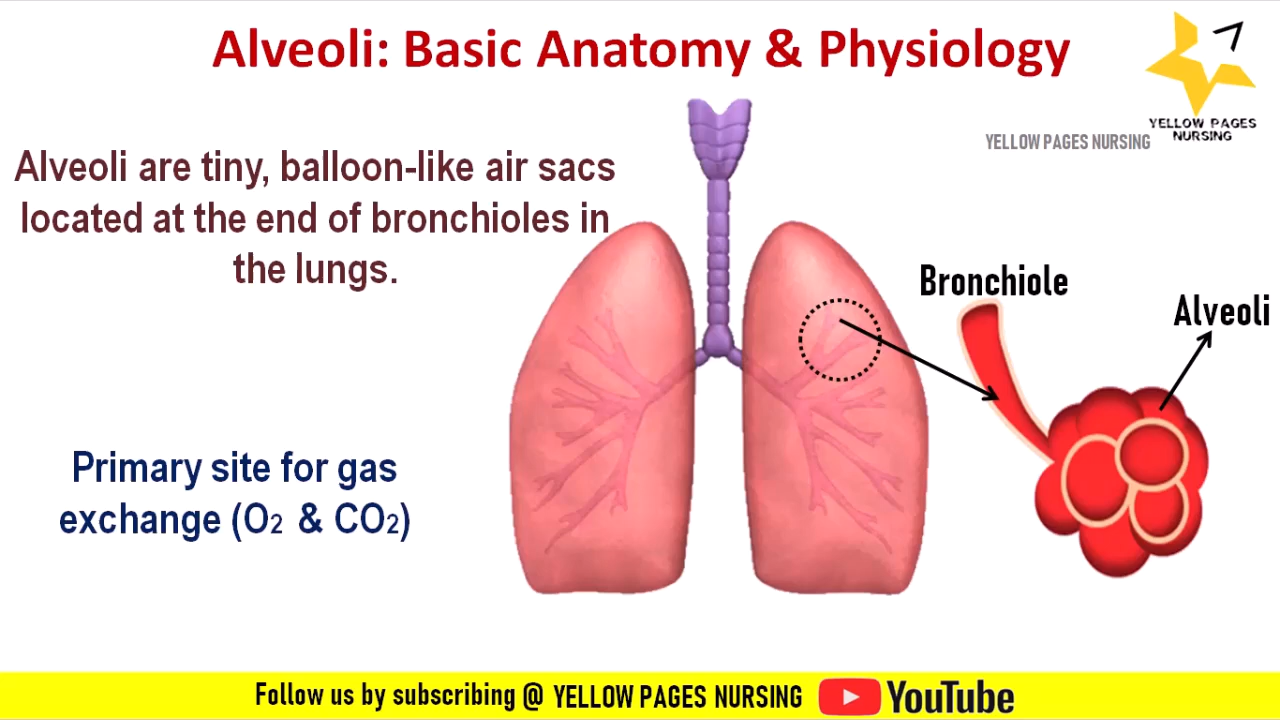 Alveoli: Basic Anatomy & Physiology
YELLOW PAGES
NURSING
YELLOW PAGES NURSING
Alveoli are tiny, balloon-like air sacs
located at the end of bronchioles in
the lungs.
Bronchiole
Alveoli
Primary site for gas
exchange (O₂ & CO₂)
Follow us by subscribing @ YELLOW PAGES NURSING YouTube